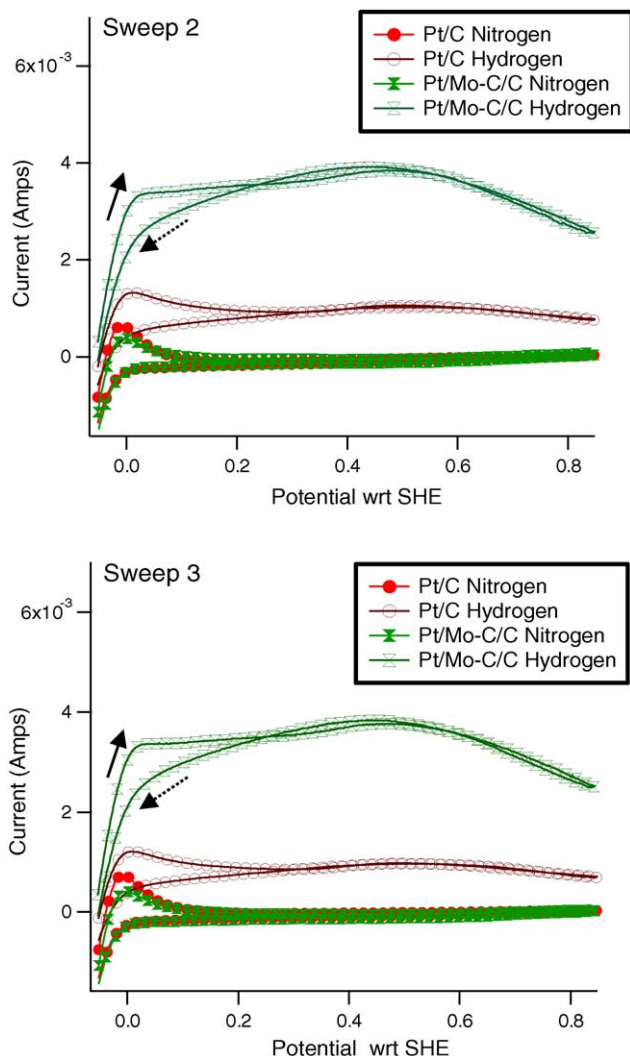 Sweep 2
Pt/C Nitrogen
Pt/C Hydrogen
Pt/Mo-C/C Nitrogen
Pt/Mo-C/C Hydrogen
6x10⁻³
4
2
0
Current (Amps)
0.0 0.2 0.4 0.6 0.8
Potential wrt SHE
Sweep 3
Pt/C Nitrogen
Pt/C Hydrogen
Pt/Mo-C/C Nitrogen
Pt/Mo-C/C Hydrogen
6x10⁻³
4
2
0
Current (Amps)
0.0 0.2 0.4 0.6 0.8
Potential wrt SHE